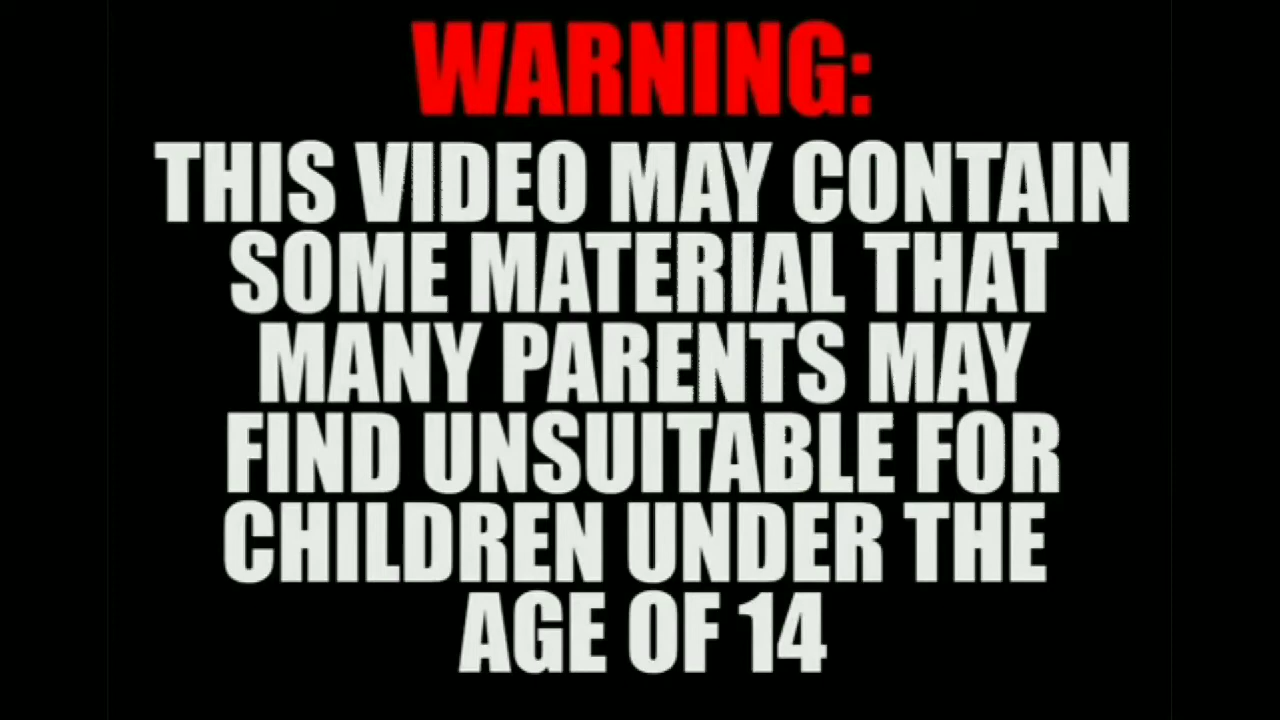 WARNING:
THIS VIDEO MAY CONTAIN
SOME MATERIAL THAT
MANY PARENTS MAY
FIND UNSUITABLE FOR
CHILDREN UNDER THE
AGE OF 14